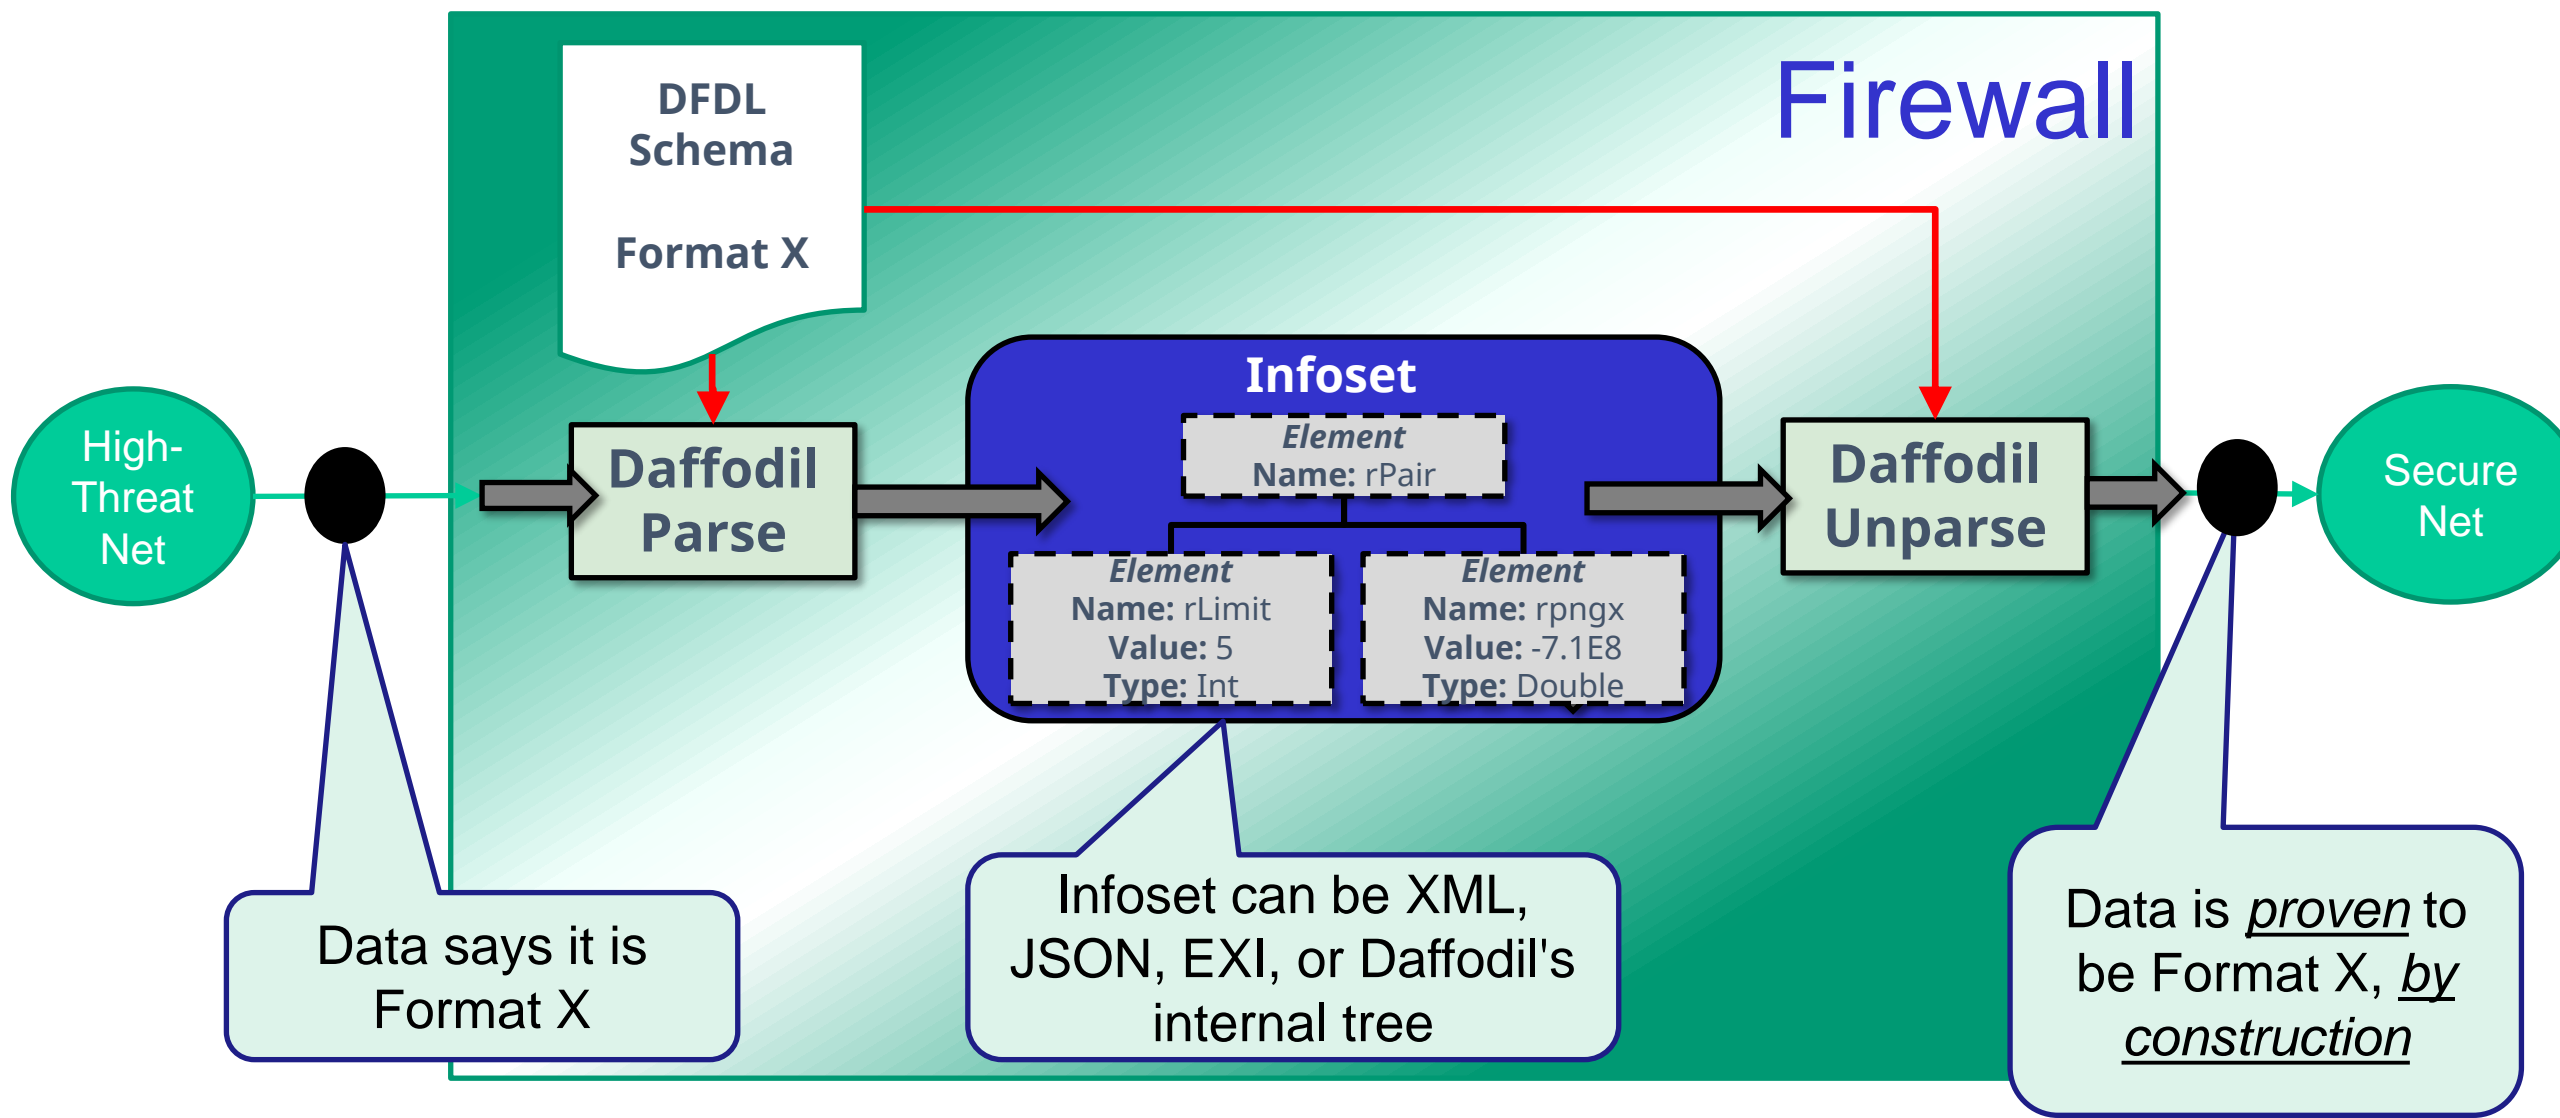 Firewall
DFDL
Schema
Format X
High-
Threat
Net
Daffodil
Parse
Infoset
Element
Name: rPair
Element
Name: rLimit
Value: 5
Type: Int
Element
Name: rpngx
Value: -7.1E8
Type: Double
Daffodil
Unparse
Secure
Net
Data says it is
Format X
Infoset can be XML,
JSON, EXI, or Daffodil's
internal tree
Data is proven to
be Format X, by
construction